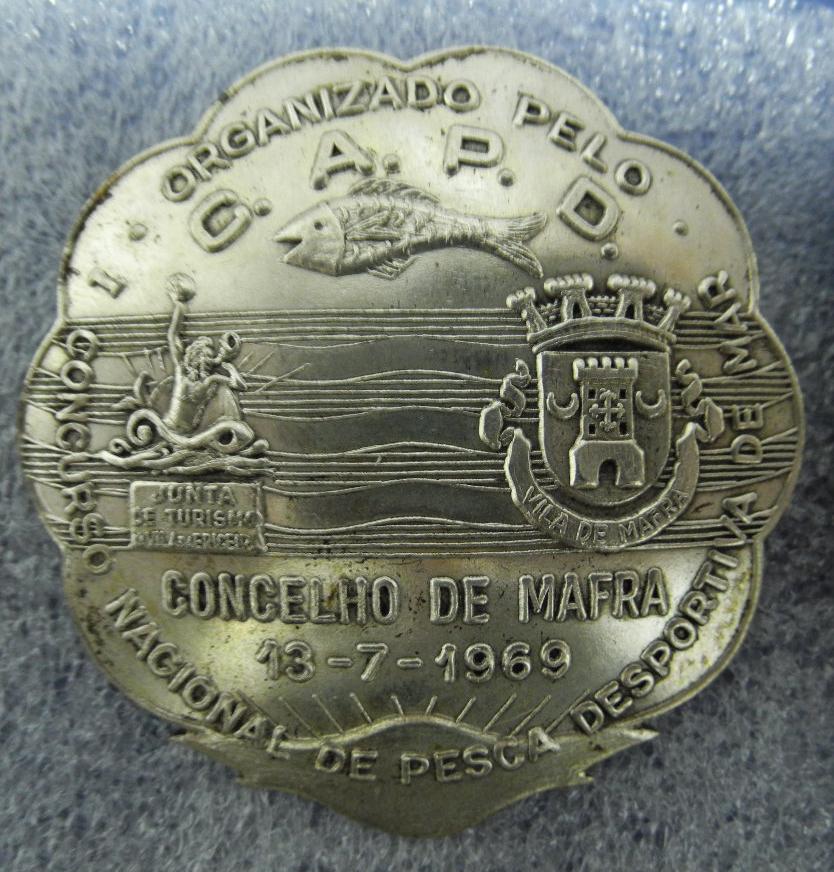 ORGANIZADO PELO
C. A. P. D.
I CONCURSO NACIONAL DE PESCA DESPORTIVA DE MAR
JUNTA
DE TURISMO
VILA DE MAFRA
CONCELHO DE MAFRA
13-7-1969